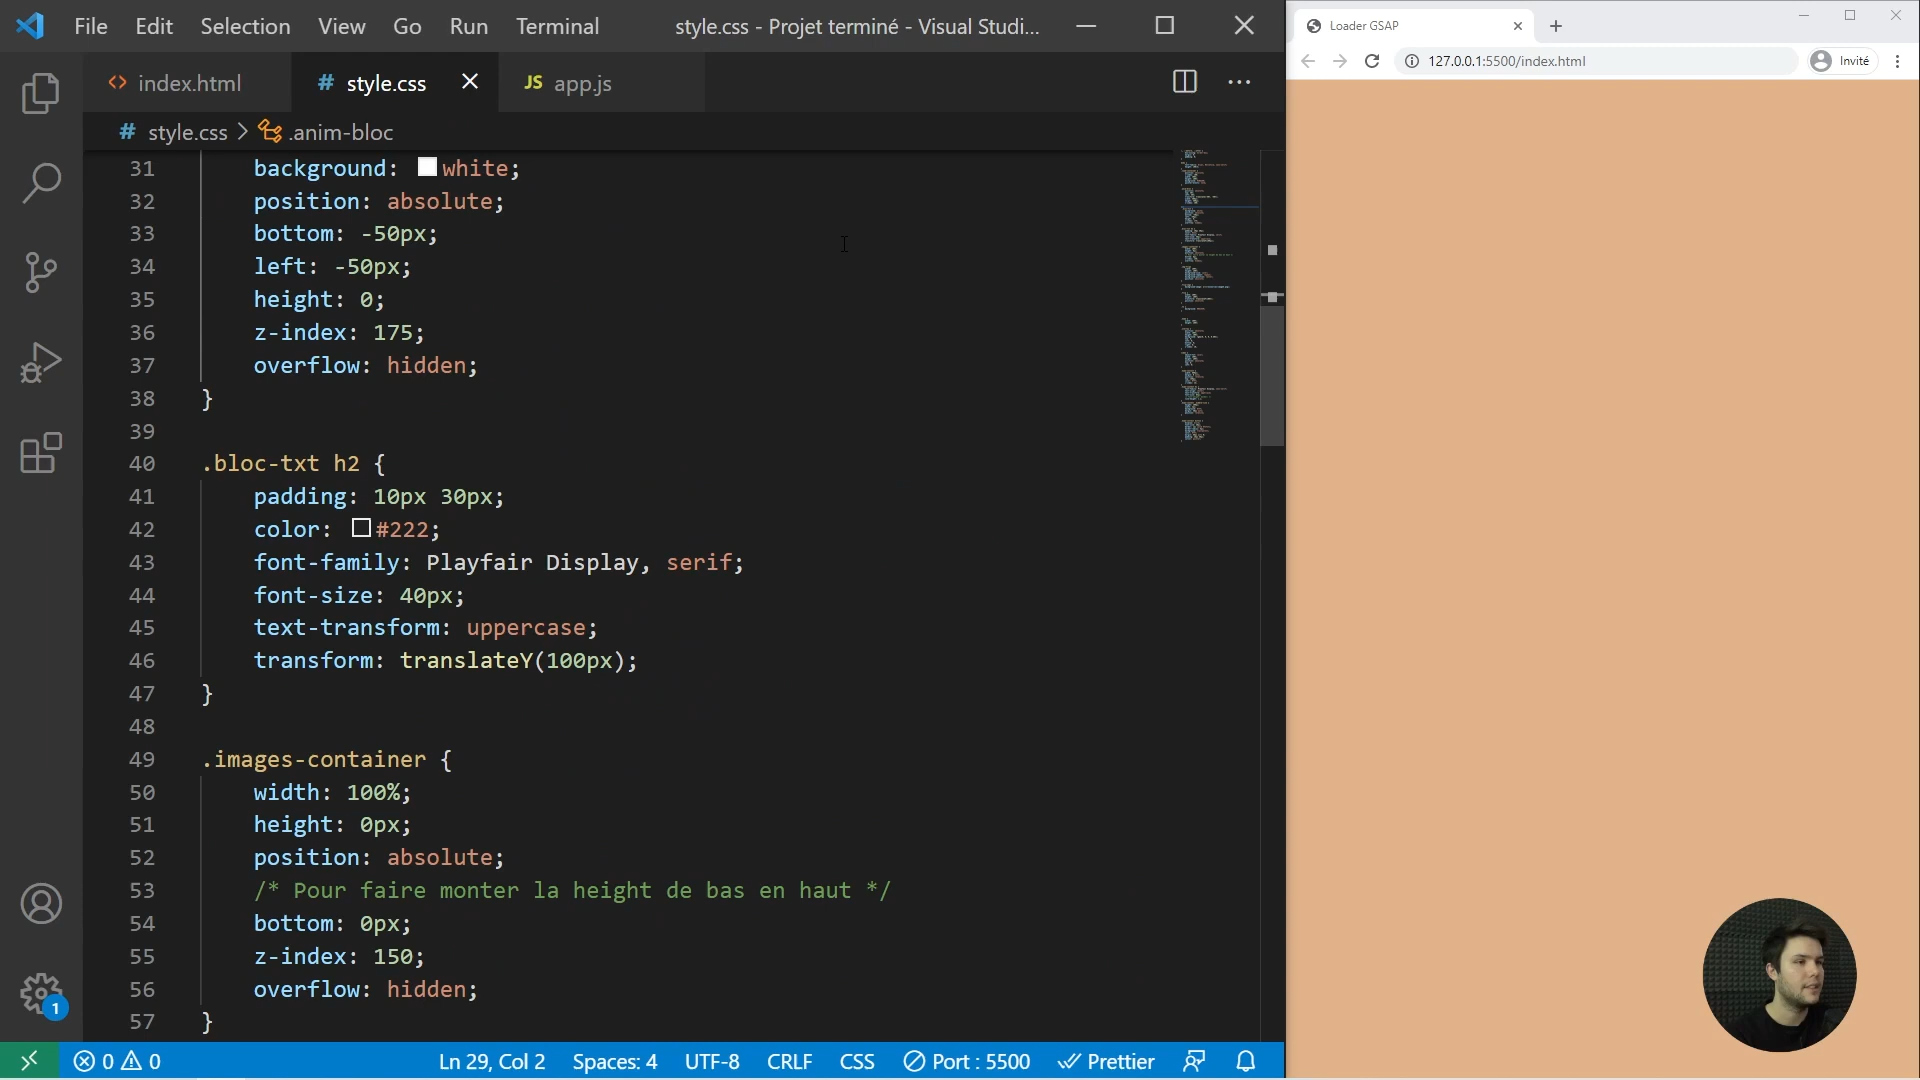 File Edit Selection View Go Run Terminal
style.css - Projet terminé - Visual Studi...
index.html
# style.css
JS app.js
# style.css > .anim-bloc
31 background: white;
32 position: absolute;
33 bottom: -50px;
34 left: -50px;
35 height: 0;
36 z-index: 175;
37 overflow: hidden;
38 }
39
40 .bloc-txt h2 {
41 padding: 10px 30px;
42 color: #222;
43 font-family: Playfair Display, serif;
44 font-size: 40px;
45 text-transform: uppercase;
46 transform: translateY(100px);
47 }
48
49 .images-container {
50 width: 100%;
51 height: 0px;
52 position: absolute;
53 /* Pour faire monter la height de bas en haut */
54 bottom: 0px;
55 z-index: 150;
56 overflow: hidden;
57 }
1
0 0
Ln 29, Col 2 Spaces: 4 UTF-8 CRLF CSS Port : 5500 Prettier
Loader GSAP
127.0.0.1:5500/index.html
Invité